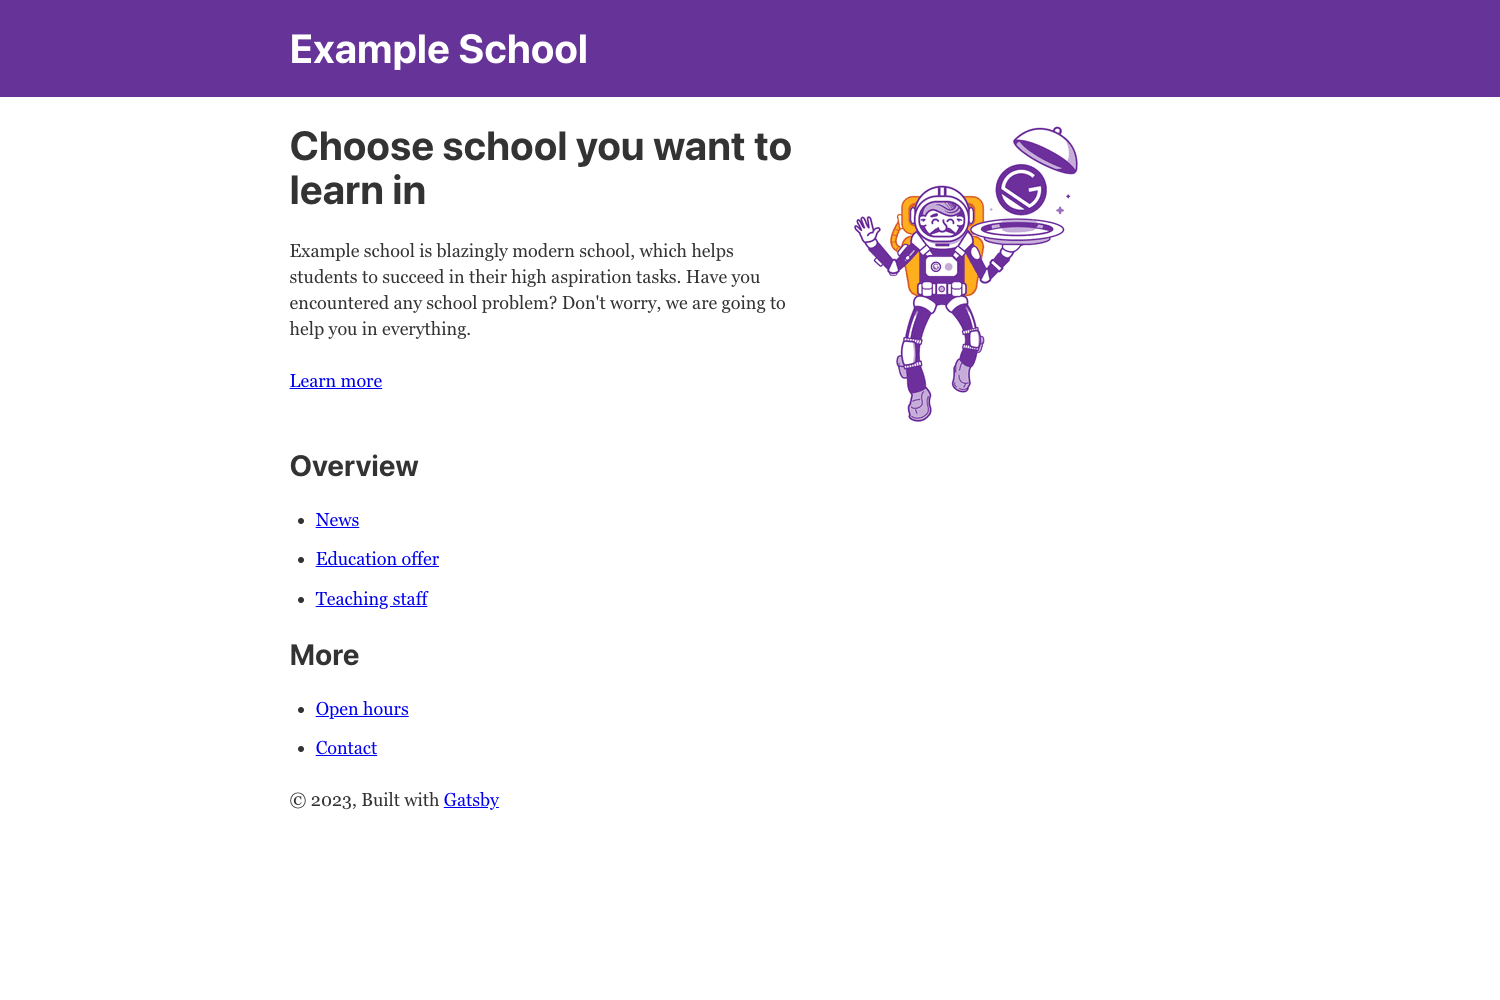 Example School
Choose school you want to
learn in
Example school is blazingly modern school, which helps
students to succeed in their high aspiration tasks. Have you
encountered any school problem? Don't worry, we are going to
help you in everything.
Learn more
Overview
• News
• Education offer
• Teaching staff
More
• Open hours
• Contact
© 2023, Built with Gatsby